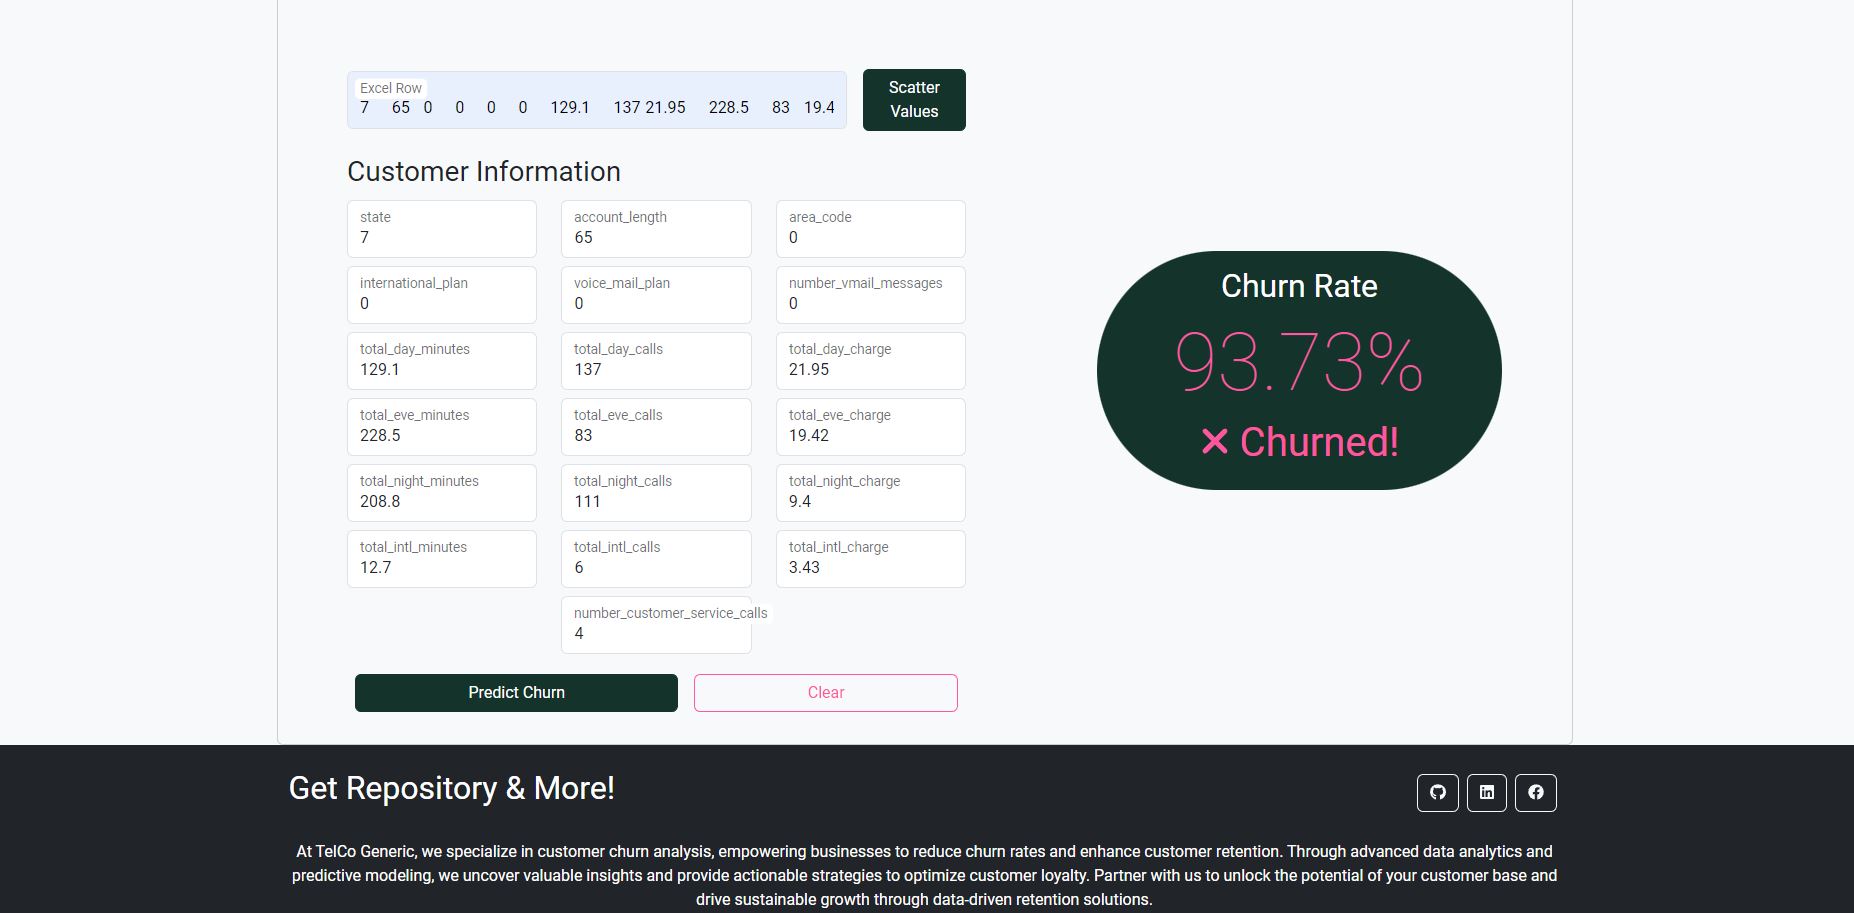 Excel Row
7 65 0 0 0 0 129.1 137 21.95 228.5 83 19.4
Scatter
Values
Customer Information
state
7
account_length
65
area_code
0
international_plan
0
voice_mail_plan
0
number_vmail_messages
0
total_day_minutes
129.1
total_day_calls
137
total_day_charge
21.95
total_eve_minutes
228.5
total_eve_calls
83
total_eve_charge
19.42
total_night_minutes
208.8
total_night_calls
111
total_night_charge
9.4
total_intl_minutes
12.7
total_intl_calls
6
total_intl_charge
3.43
number_customer_service_calls
4
Predict Churn
Clear
Churn Rate
93.73%
Churned!
Get Repository & More!
At TelCo Generic, we specialize in customer churn analysis, empowering businesses to reduce churn rates and enhance customer retention. Through advanced data analytics and
predictive modeling, we uncover valuable insights and provide actionable strategies to optimize customer loyalty. Partner with us to unlock the potential of your customer base and
drive sustainable growth through data-driven retention solutions.